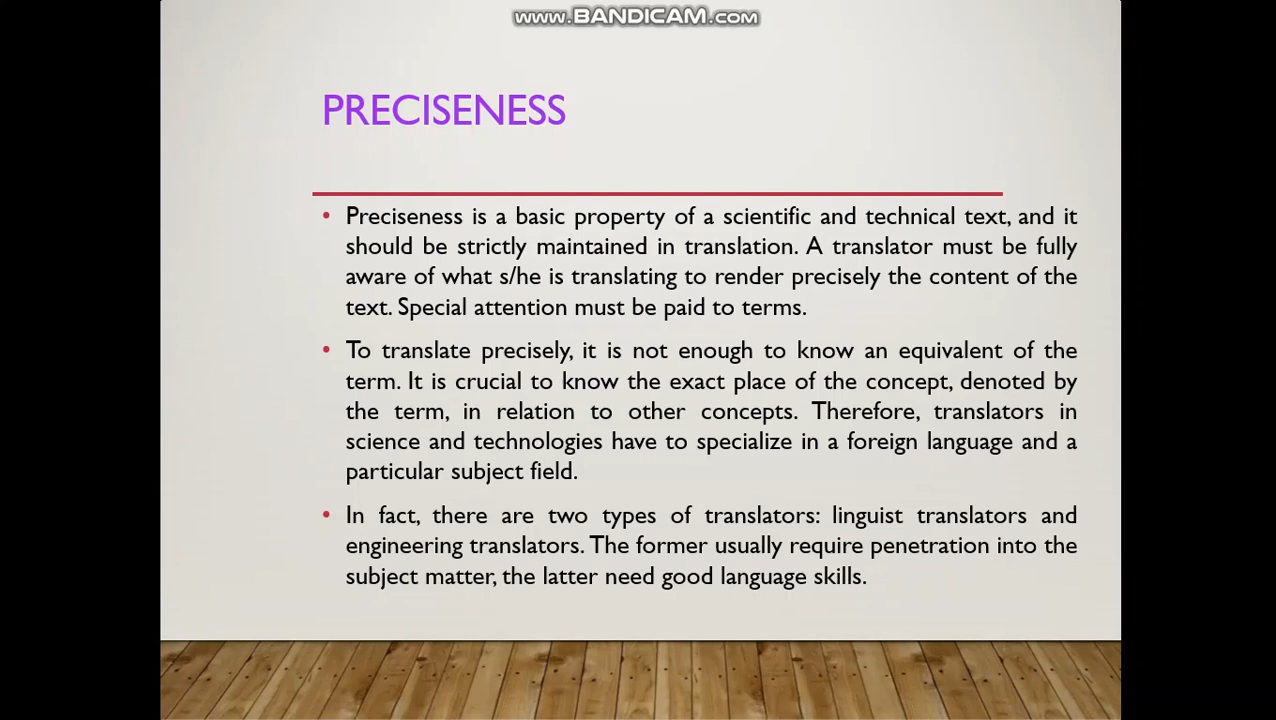 www.BANDICAM.com
PRECISENESS
• Preciseness is a basic property of a scientific and technical text, and it
should be strictly maintained in translation. A translator must be fully
aware of what s/he is translating to render precisely the content of the
text. Special attention must be paid to terms.
• To translate precisely, it is not enough to know an equivalent of the
term. It is crucial to know the exact place of the concept, denoted by
the term, in relation to other concepts. Therefore, translators in
science and technologies have to specialize in a foreign language and a
particular subject field.
• In fact, there are two types of translators: linguist translators and
engineering translators. The former usually require penetration into the
subject matter, the latter need good language skills.